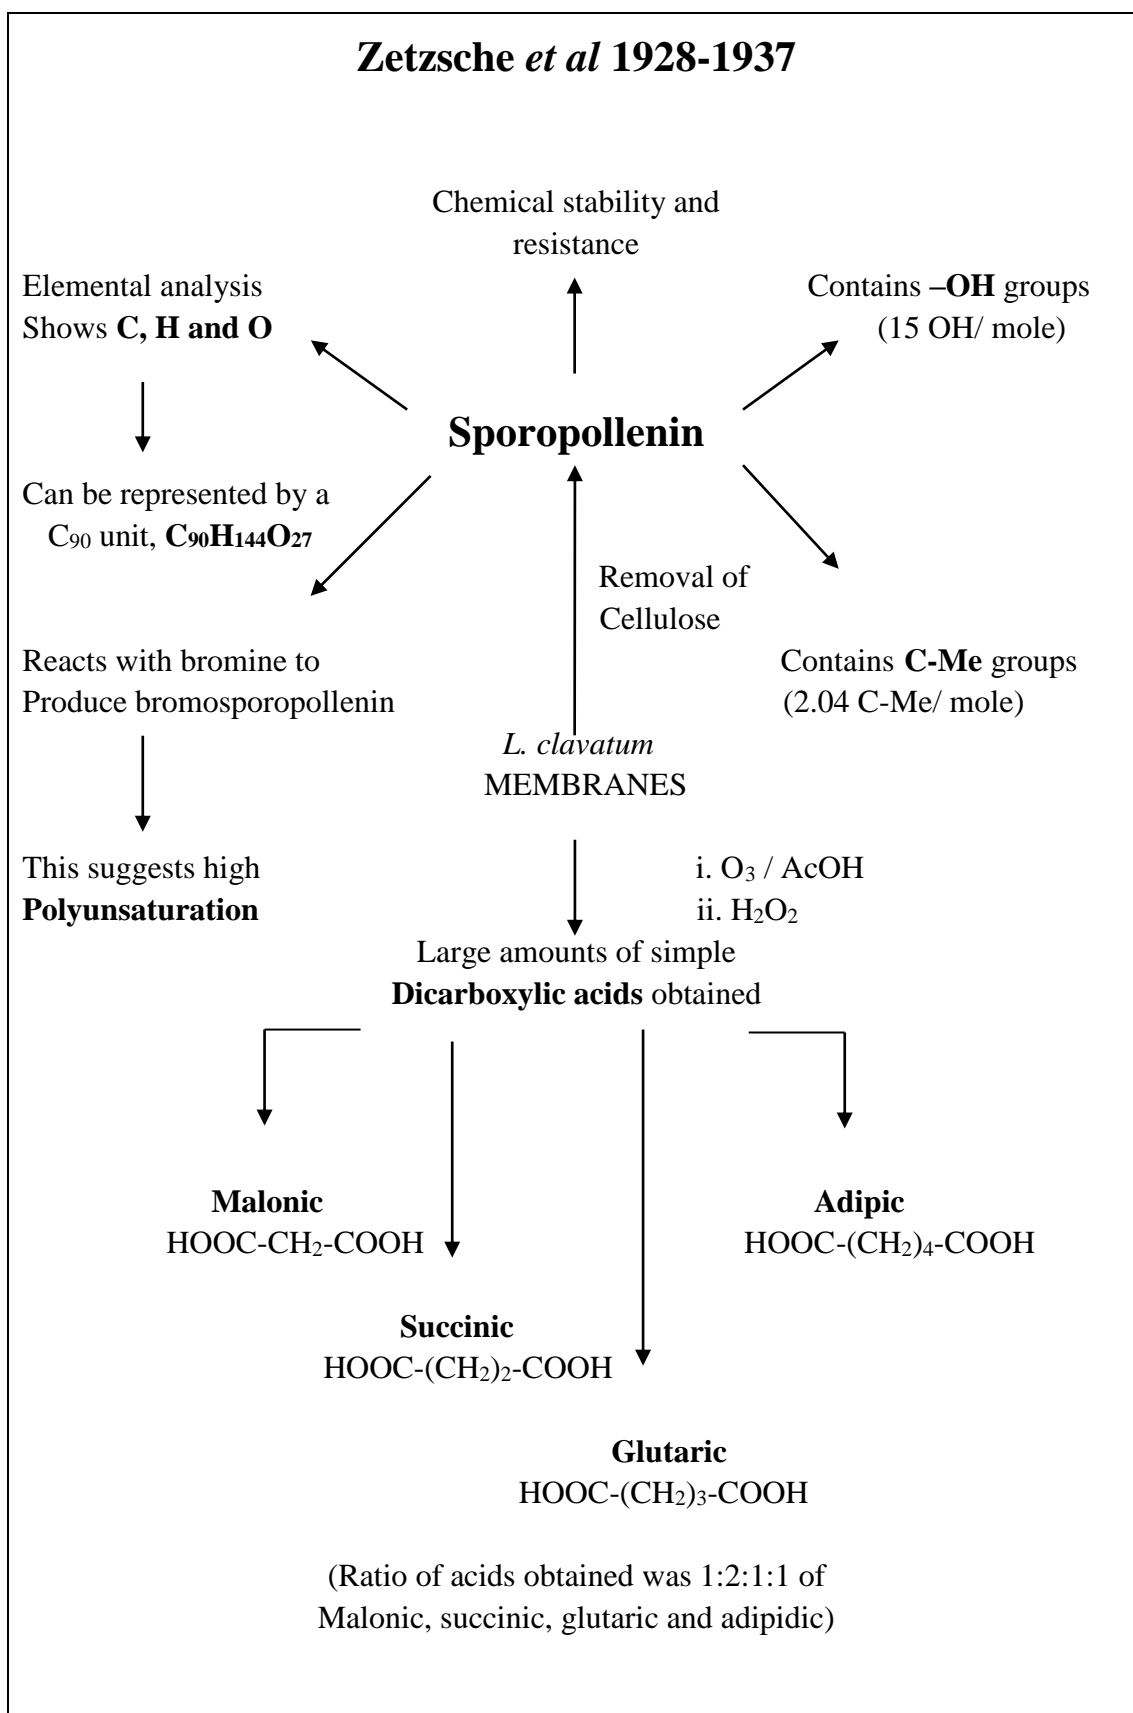 Zetzsche et al 1928-1937
Chemical stability and
resistance
Elemental analysis
Shows C, H and O
Contains –OH groups
(15 OH/ mole)
Sporopollenin
Can be represented by a
C₉₀ unit, C₉₀H₁₄₄O₂₇
Removal of
Cellulose
Reacts with bromine to
Produce bromosporopollenin
Contains C-Me groups
(2.04 C-Me/ mole)
L. clavatum
MEMBRANES
This suggests high
Polyunsaturation
i. O₃ / AcOH
ii. H₂O₂
Large amounts of simple
Dicarboxylic acids obtained
Malonic
HOOC-CH₂-COOH
Adipic
HOOC-(CH₂)₄-COOH
Succinic
HOOC-(CH₂)₂-COOH
Glutaric
HOOC-(CH₂)₃-COOH
(Ratio of acids obtained was 1:2:1:1 of
Malonic, succinic, glutaric and adipidic)